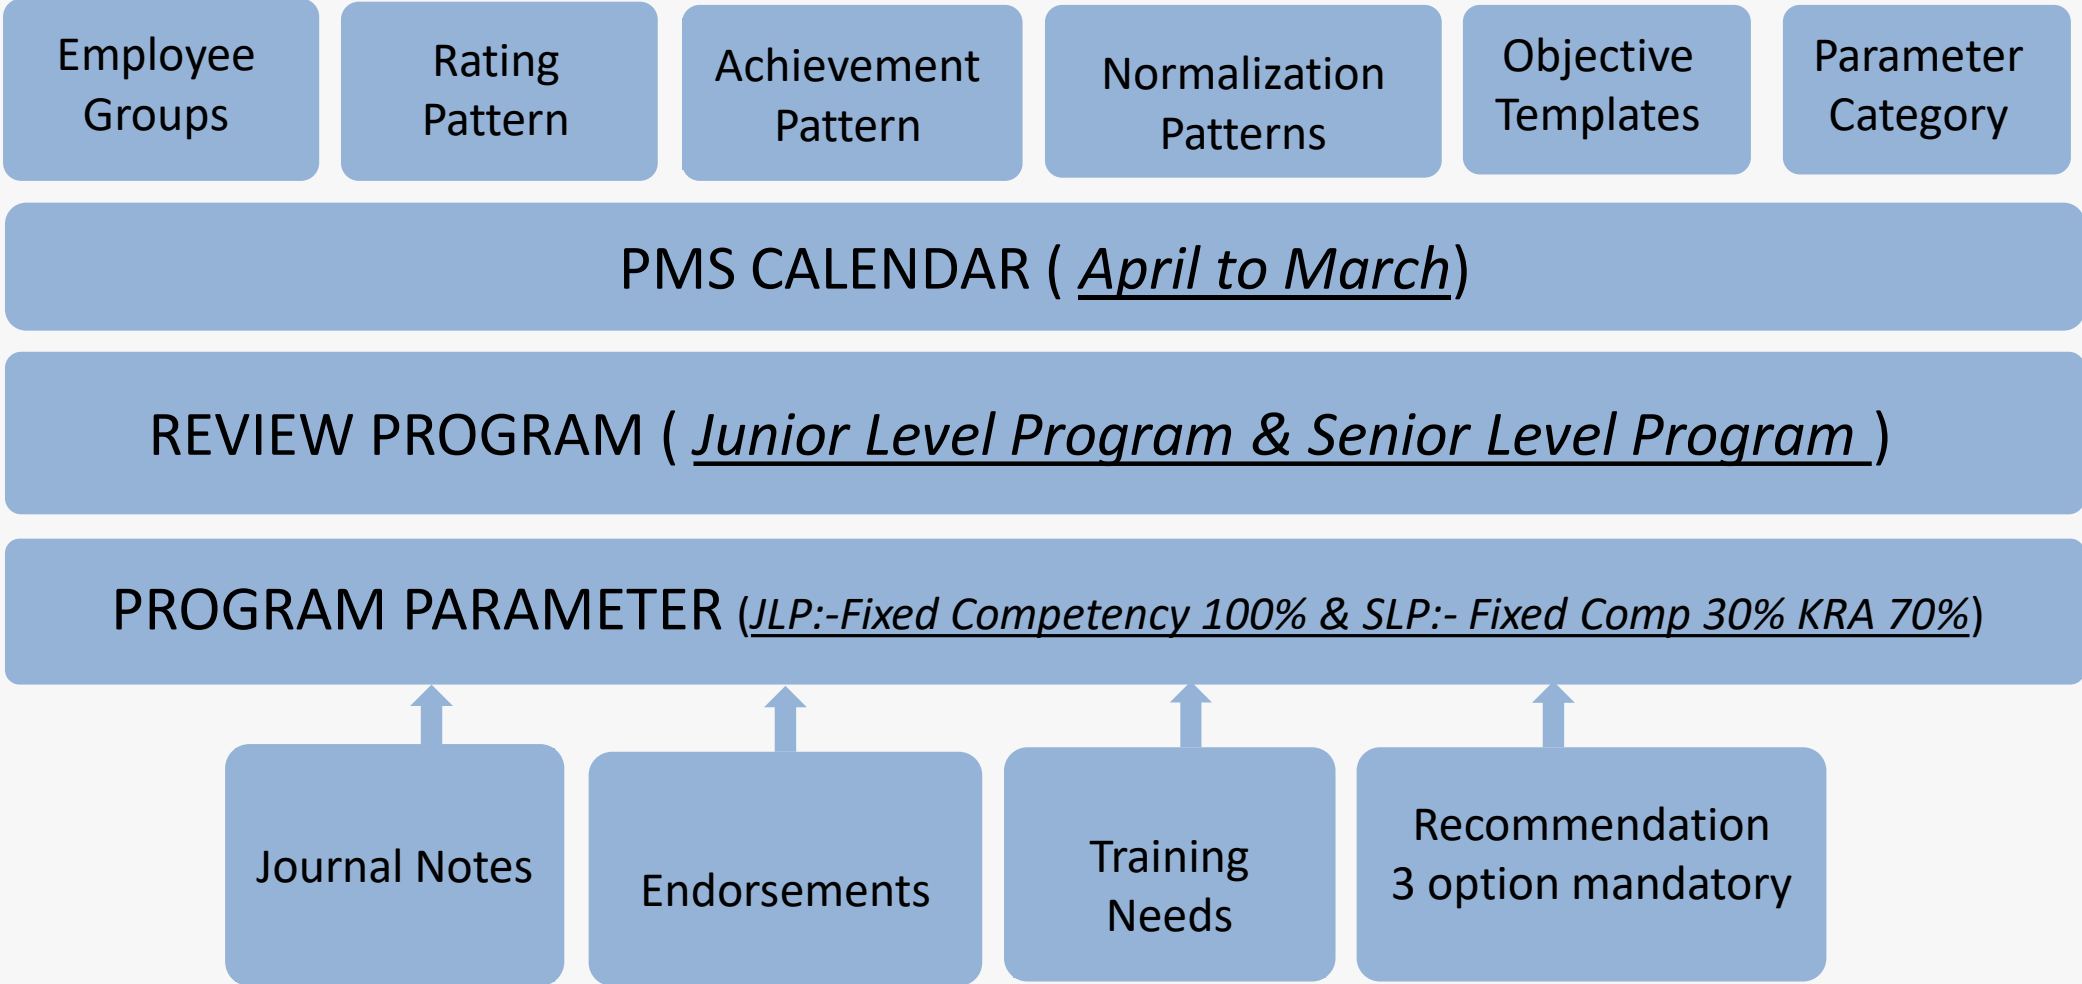 Employee
Groups
Rating
Pattern
Achievement
Pattern
Normalization
Patterns
Objective
Templates
Parameter
Category
PMS CALENDAR ( April to March)
REVIEW PROGRAM ( Junior Level Program & Senior Level Program )
PROGRAM PARAMETER (JLP:-Fixed Competency 100% & SLP:- Fixed Comp 30% KRA 70%)
Journal Notes
Endorsements
Training
Needs
Recommendation
3 option mandatory